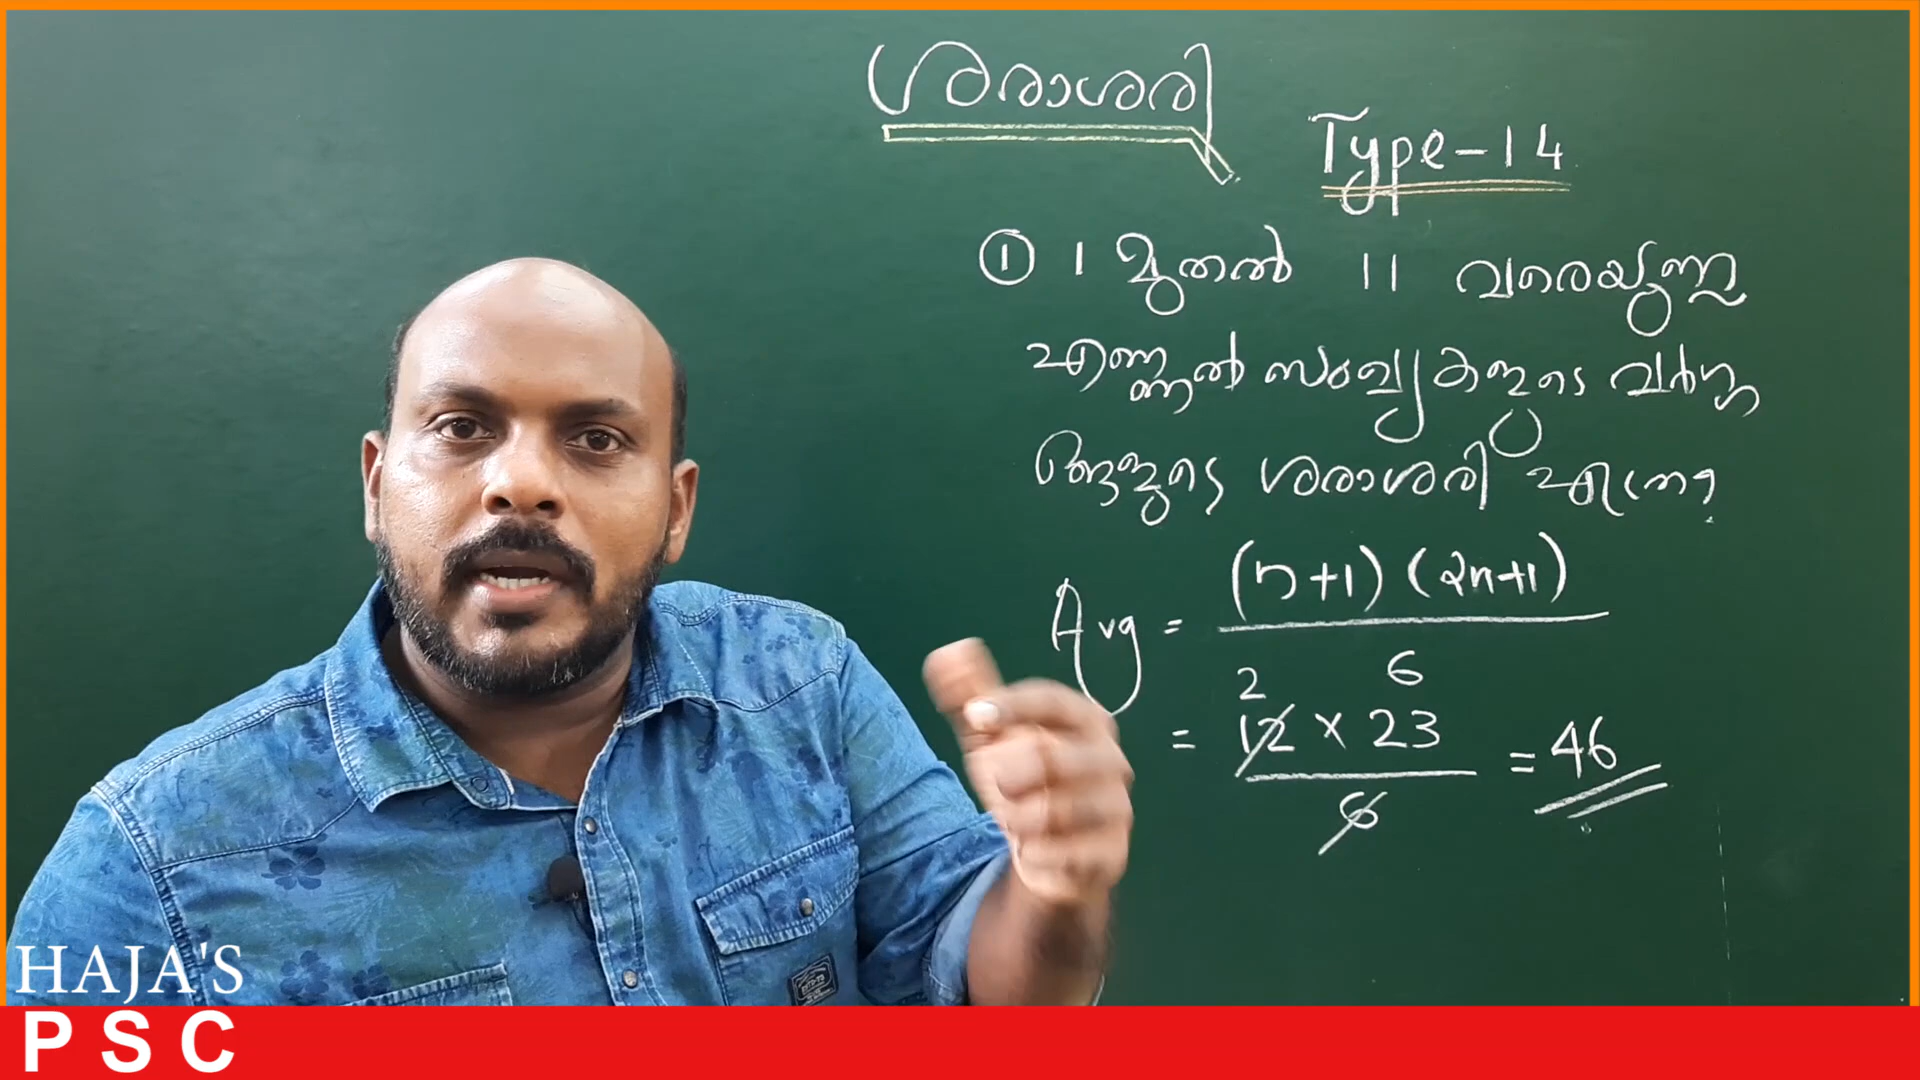 ശരാശരി
Type-14
① 1 മുതൽ 11 വരെയുള്ള
എണ്ണൽ സംഖ്യകളുടെ വർഗ്ഗ
ങ്ങളുടെ ശരാശരി എത്ര?
Avg = (n+1) (2n+1)
6
2
= 12 × 23 = 46
6
HAJA'S
PSC